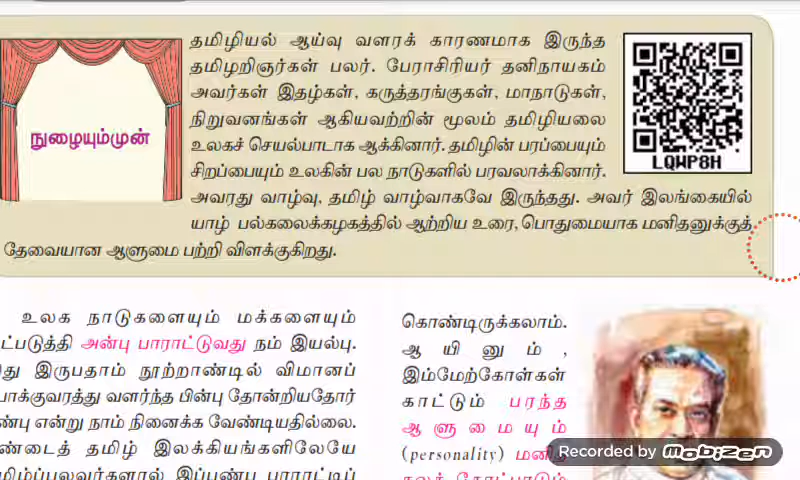 தமிழியல் ஆய்வு வளரக் காரணமாக இருந்த
தமிழறிஞர்கள் பலர். பேராசிரியர் தனிநாயகம்
அவர்கள் இதழ்கள், கருத்தரங்குகள், மாநாடுகள்,
நிறுவனங்கள் ஆகியவற்றின் மூலம் தமிழியலை
உலகச் செயல்பாடாக ஆக்கினார். தமிழின் பரப்பையும்
சிறப்பையும் உலகின் பல நாடுகளில் பரவலாக்கினார்.
அவரது வாழ்வு, தமிழ் வாழ்வாகவே இருந்தது. அவர் இலங்கையில்
யாழ் பல்கலைக்கழகத்தில் ஆற்றிய உரை, பொதுமையாக மனிதனுக்குத்
தேவையான ஆளுமை பற்றி விளக்குகிறது.
நுழையும்முன்
LQWP8H
உலக நாடுகளையும் மக்களையும்
அன்பு பாராட்டுவது நம் இயல்பு.
இருபதாம் நூற்றாண்டில் விமானப்
வளர்ந்த பின்பு தோன்றியதோர்
என்று நாம் நினைக்க வேண்டியதில்லை.
தமிழ் இலக்கியங்களிலேயே
இப்பண்பு பாராட்டப்
கொண்டிருக்கலாம்.
ஆயினும்,
இம்மேற்கோள்கள்
காட்டும் பரந்த
ஆளுமையும்
(personality) மனித
Recorded by Mobizen